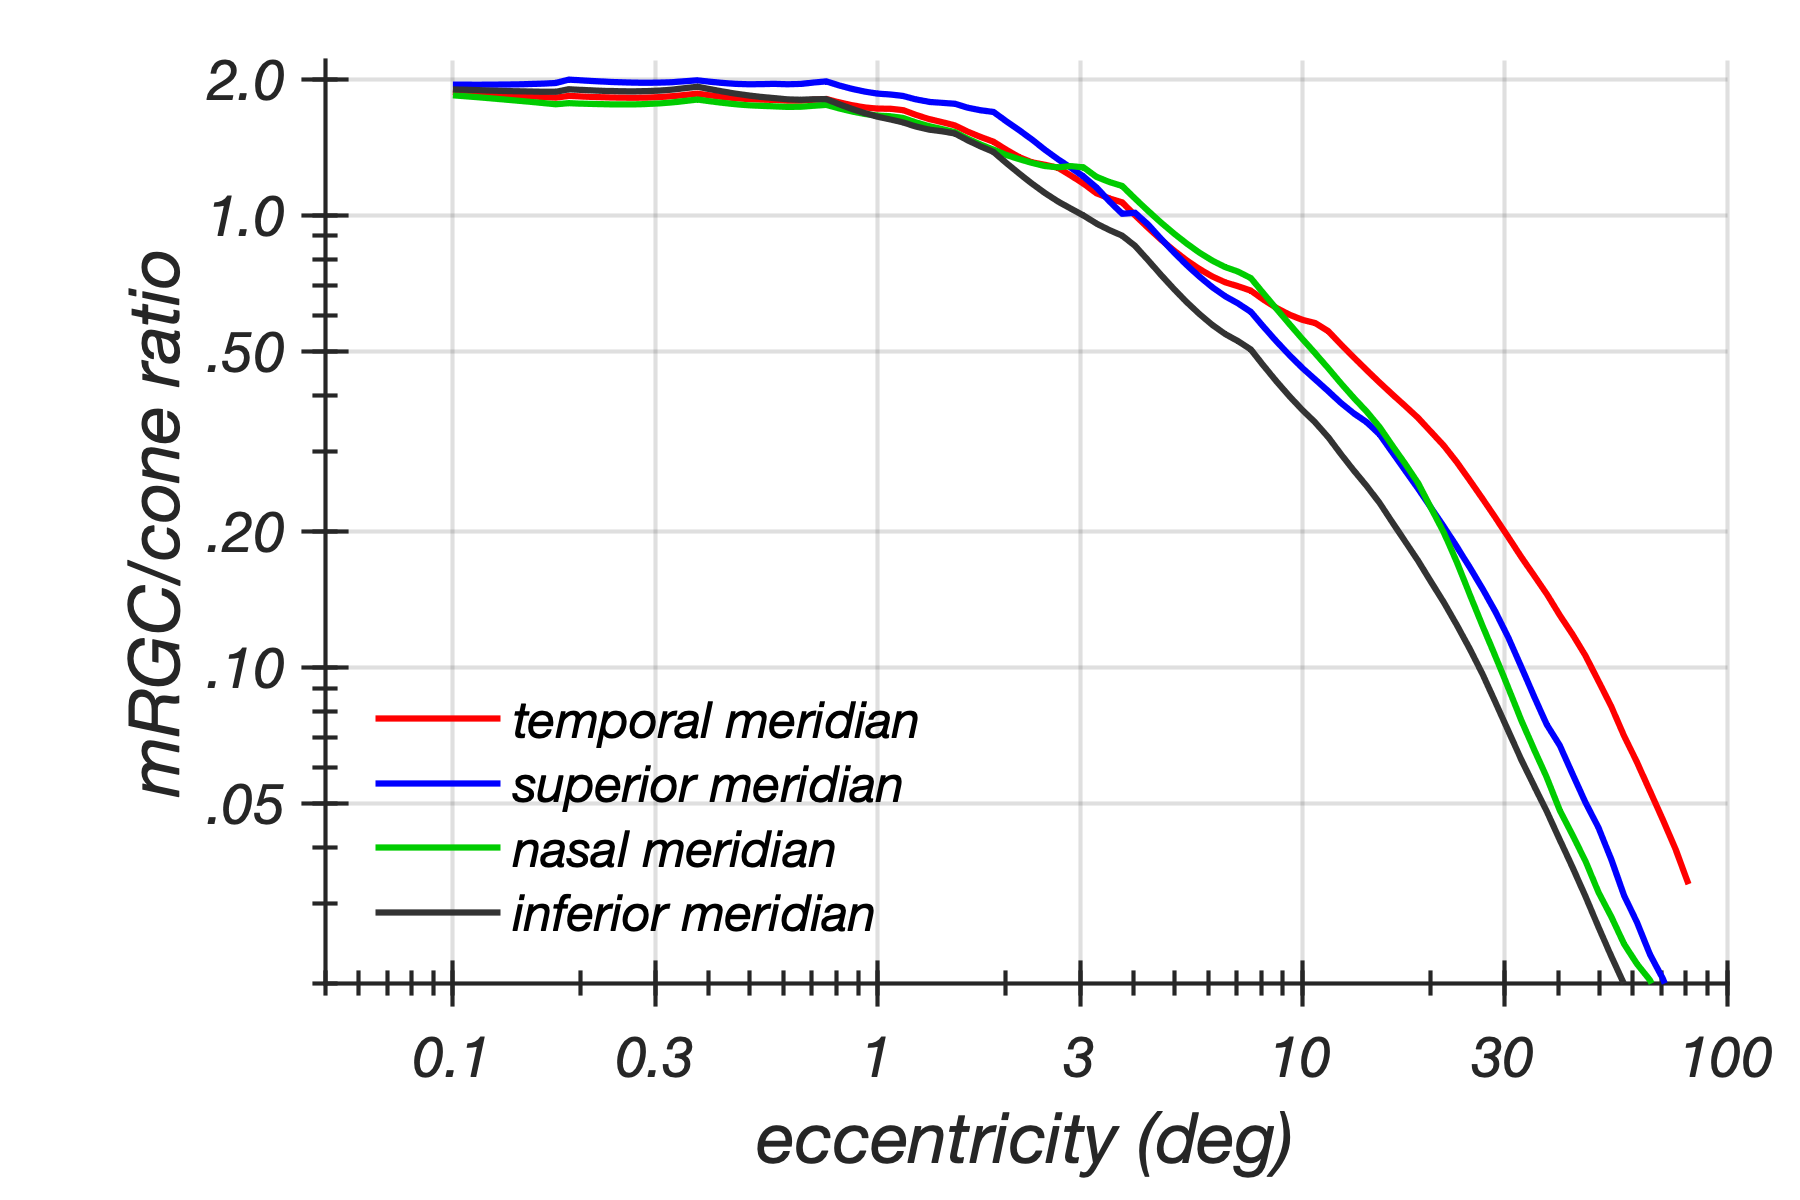 2.0
1.0
.50
.20
.10
.05
mRGC/cone ratio
temporal meridian
superior meridian
nasal meridian
inferior meridian
0.1 0.3 1 3 10 30 100
eccentricity (deg)